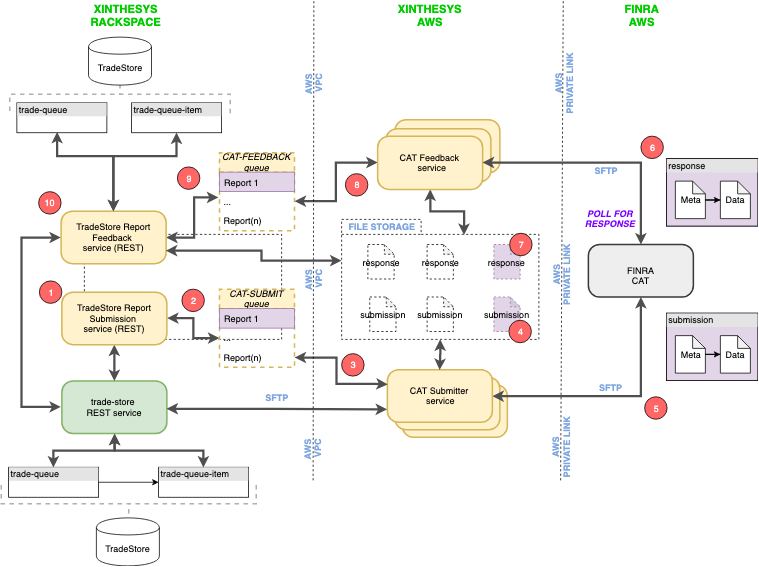 XINTHESYS
RACKSPACE
XINTHESYS
AWS
FINRA
AWS
TradeStore
AWS
VPC
AWS
PRIVATE LINK
trade-queue
trade-queue-item
CAT-FEEDBACK
queue
Report 1
...
Report(n)
9
8
10
CAT Feedback
service
SFTP
6
response
Meta
Data
POLL FOR
RESPONSE
TradeStore Report
Feedback
service (REST)
FILE STORAGE
7
response
response
response
AWS
VPC
AWS
PRIVATE LINK
FINRA
CAT
1
2
TradeStore Report
Submission
service (REST)
CAT-SUBMIT
queue
Report 1
...
Report(n)
submission
submission
submission
4
submission
Meta
Data
3
trade-store
REST service
SFTP
CAT Submitter
service
SFTP
5
AWS
VPC
AWS
PRIVATE LINK
trade-queue
trade-queue-item
TradeStore